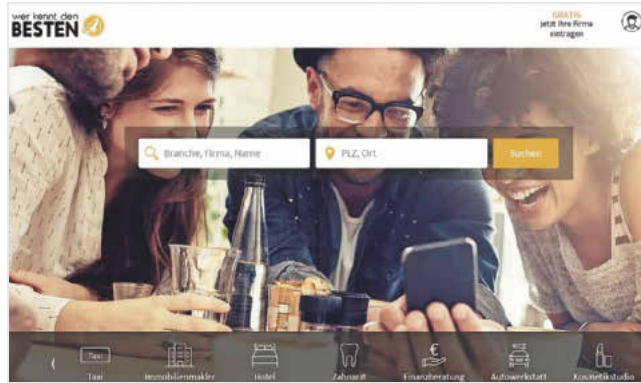 wer kennt den
BESTEN
GRATIS
Jetzt Ihre Firma
eintragen
Branche, Firma, Name
PLZ, Ort
Suchen
Taxi
Taxi
Immobilienmakler
Hotel
Zahnarzt
Finanzberatung
Autowerkstatt
Kosmetikstudio